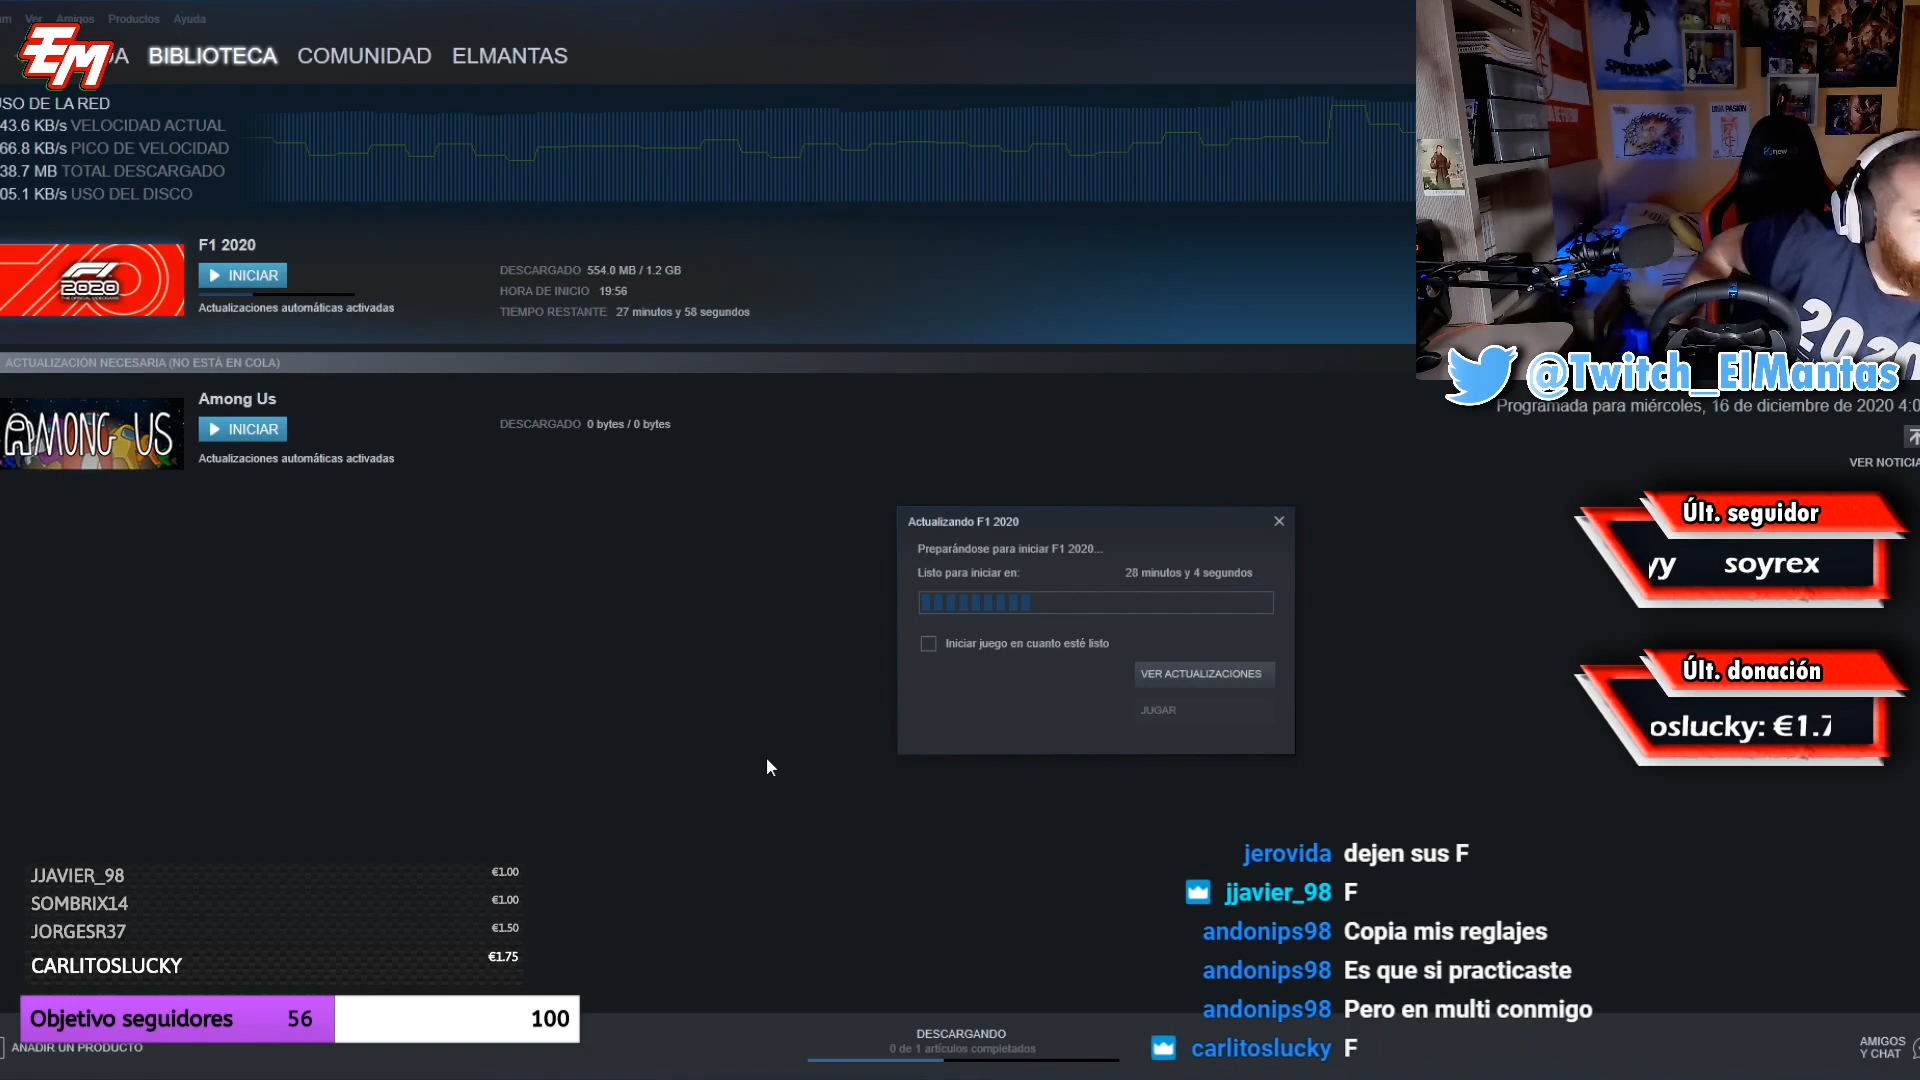 Ver Amigos Productos Ayuda
EM
BIBLIOTECA COMUNIDAD ELMANTAS
USO DE LA RED
43.6 KB/s VELOCIDAD ACTUAL
66.8 KB/s PICO DE VELOCIDAD
38.7 MB TOTAL DESCARGADO
05.1 KB/s USO DEL DISCO
F1 2020
INICIAR
Actualizaciones automáticas activadas
DESCARGADO 554.0 MB / 1.2 GB
HORA DE INICIO 19:56
TIEMPO RESTANTE 27 minutos y 58 segundos
2020
ACTUALIZACIÓN NECESARIA (NO ESTÁ EN COLA)
AMONG US
Among Us
INICIAR
Actualizaciones automáticas activadas
DESCARGADO 0 bytes / 0 bytes
SPIDER-MAN
UNA PASIÓN
new
2020
@Twitch_ElMantas
Programada para miércoles, 16 de diciembre de 2020 4:0
VER NOTICIA
Actualizando F1 2020
Preparándose para iniciar F1 2020...
Listo para iniciar en: 28 minutos y 4 segundos
Iniciar juego en cuanto esté listo
VER ACTUALIZACIONES
JUGAR
Últ. seguidor
yy soyrex
Últ. donación
oslucky: €1.7
JJAVIER_98 €1.00
SOMBRIX14 €1.00
JORGESR37 €1.50
CARLITOSLUCKY €1.75
Objetivo seguidores 56 100
AÑADIR UN PRODUCTO
DESCARGANDO
0 de 1 artículos completados
jerovida dejen sus F
jjavier_98 F
andonips98 Copia mis reglajes
andonips98 Es que si practicaste
andonips98 Pero en multi conmigo
carlitoslucky F
AMIGOS
Y CHAT